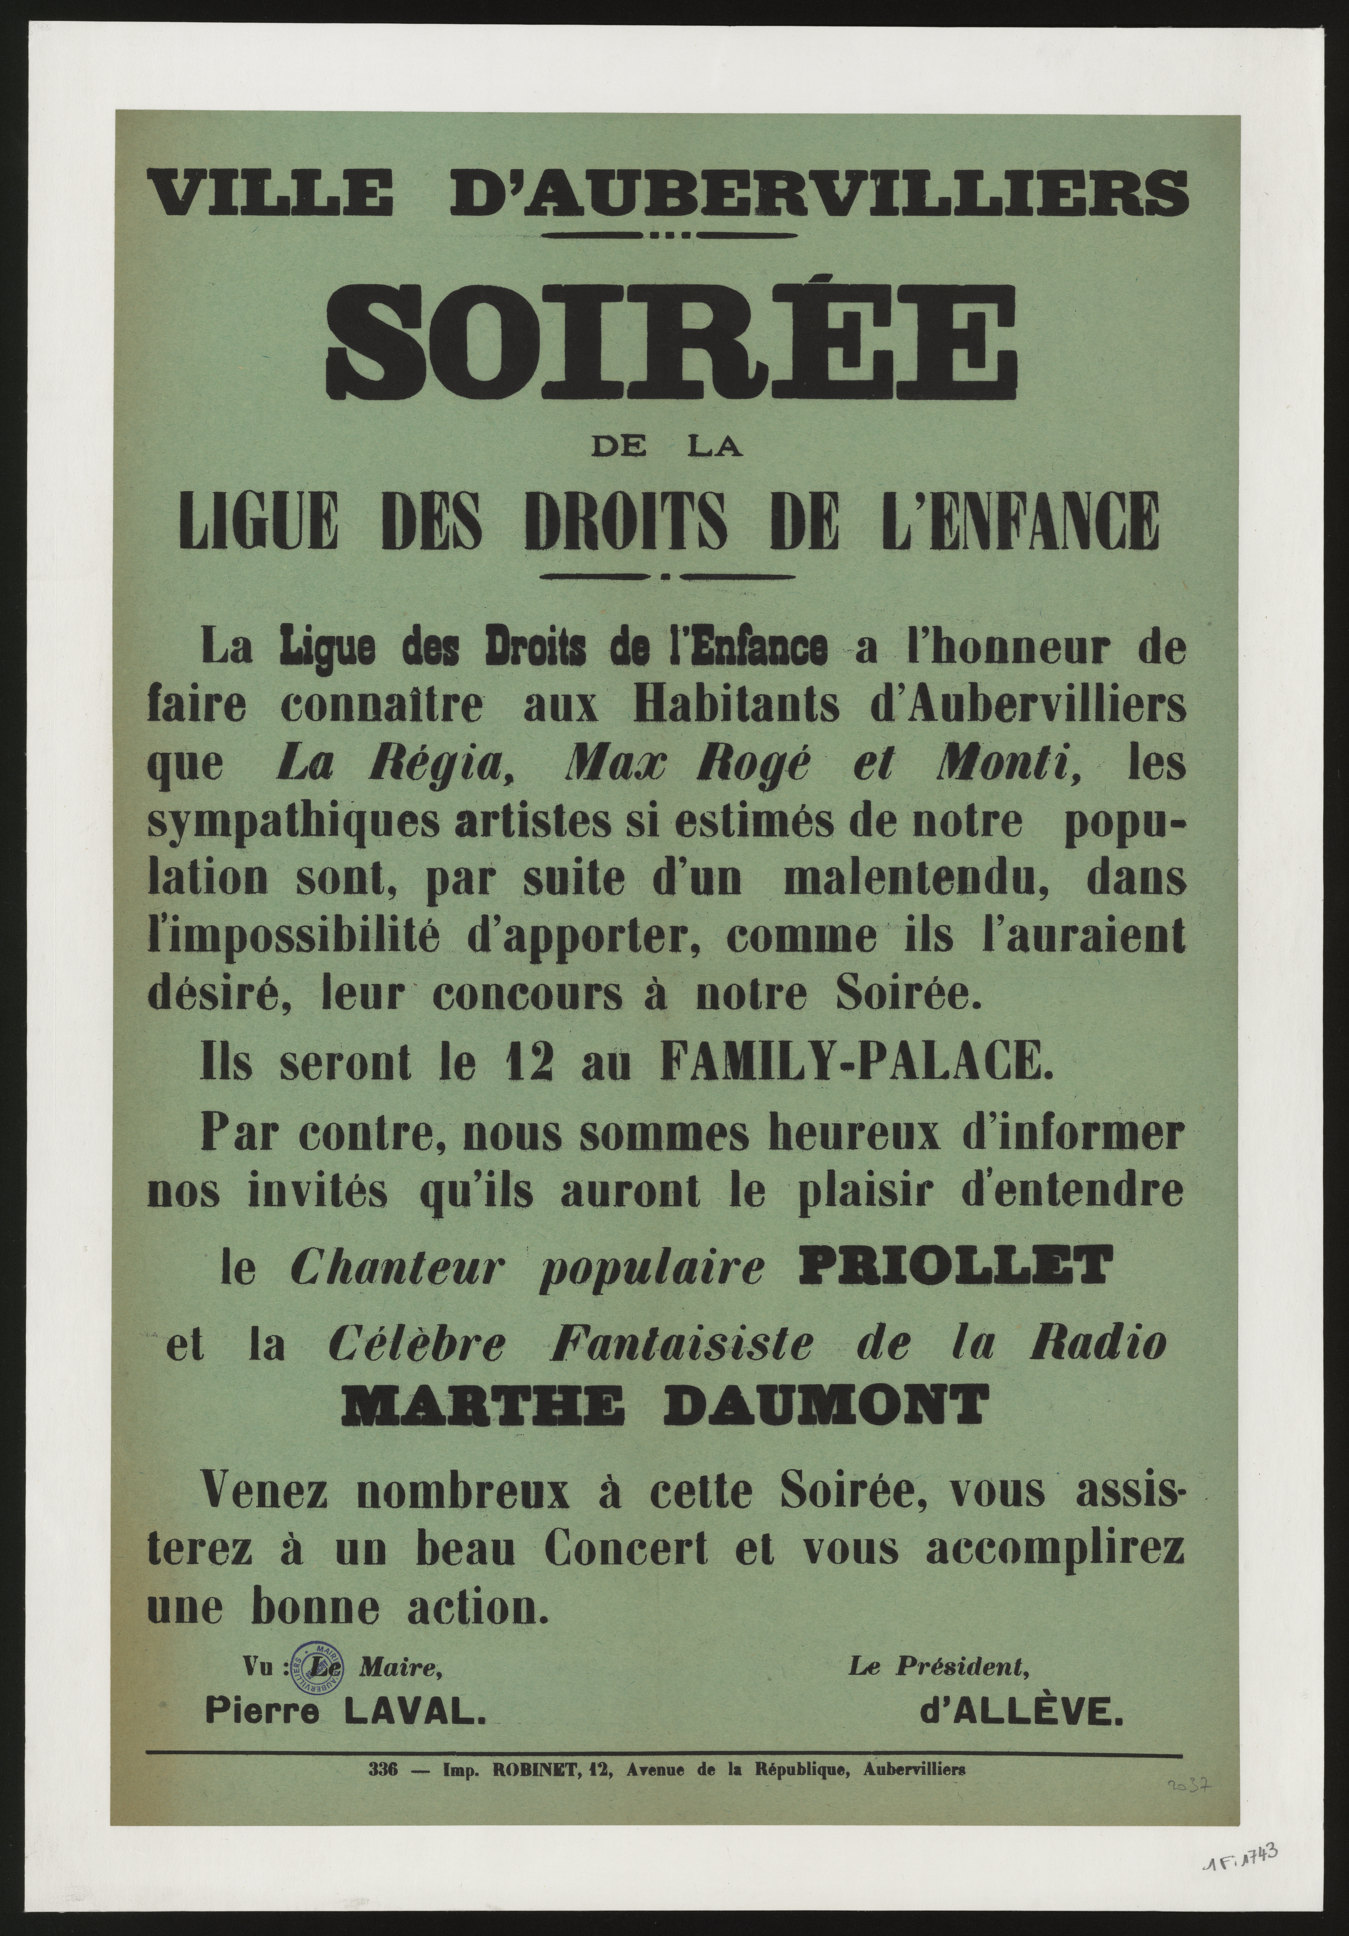 VILLE D'AUBERVILLIERS
SOIRÉE
DE LA
LIGUE DES DROITS DE L'ENFANCE
La Ligue des Droits de l'Enfance a l'honneur de
faire connaître aux Habitants d'Aubervilliers
que La Régia, Max Rogé et Monti, les
sympathiques artistes si estimés de notre popu-
lation sont, par suite d'un malentendu, dans
l'impossibilité d'apporter, comme ils l'auraient
désiré, leur concours à notre Soirée.
Ils seront le 12 au FAMILY-PALACE.
Par contre, nous sommes heureux d'informer
nos invités qu'ils auront le plaisir d'entendre
le Chanteur populaire PRIOLLET
et la Célèbre Fantaisiste de la Radio
MARTHE DAUMONT
Venez nombreux à cette Soirée, vous assis-
terez à un beau Concert et vous accomplirez
une bonne action.
Vu : Le Maire,
Pierre LAVAL.
Le Président,
d'ALLÈVE.
336 — Imp. ROBINET, 12, Avenue de la République, Aubervilliers
2037
1Fi1743